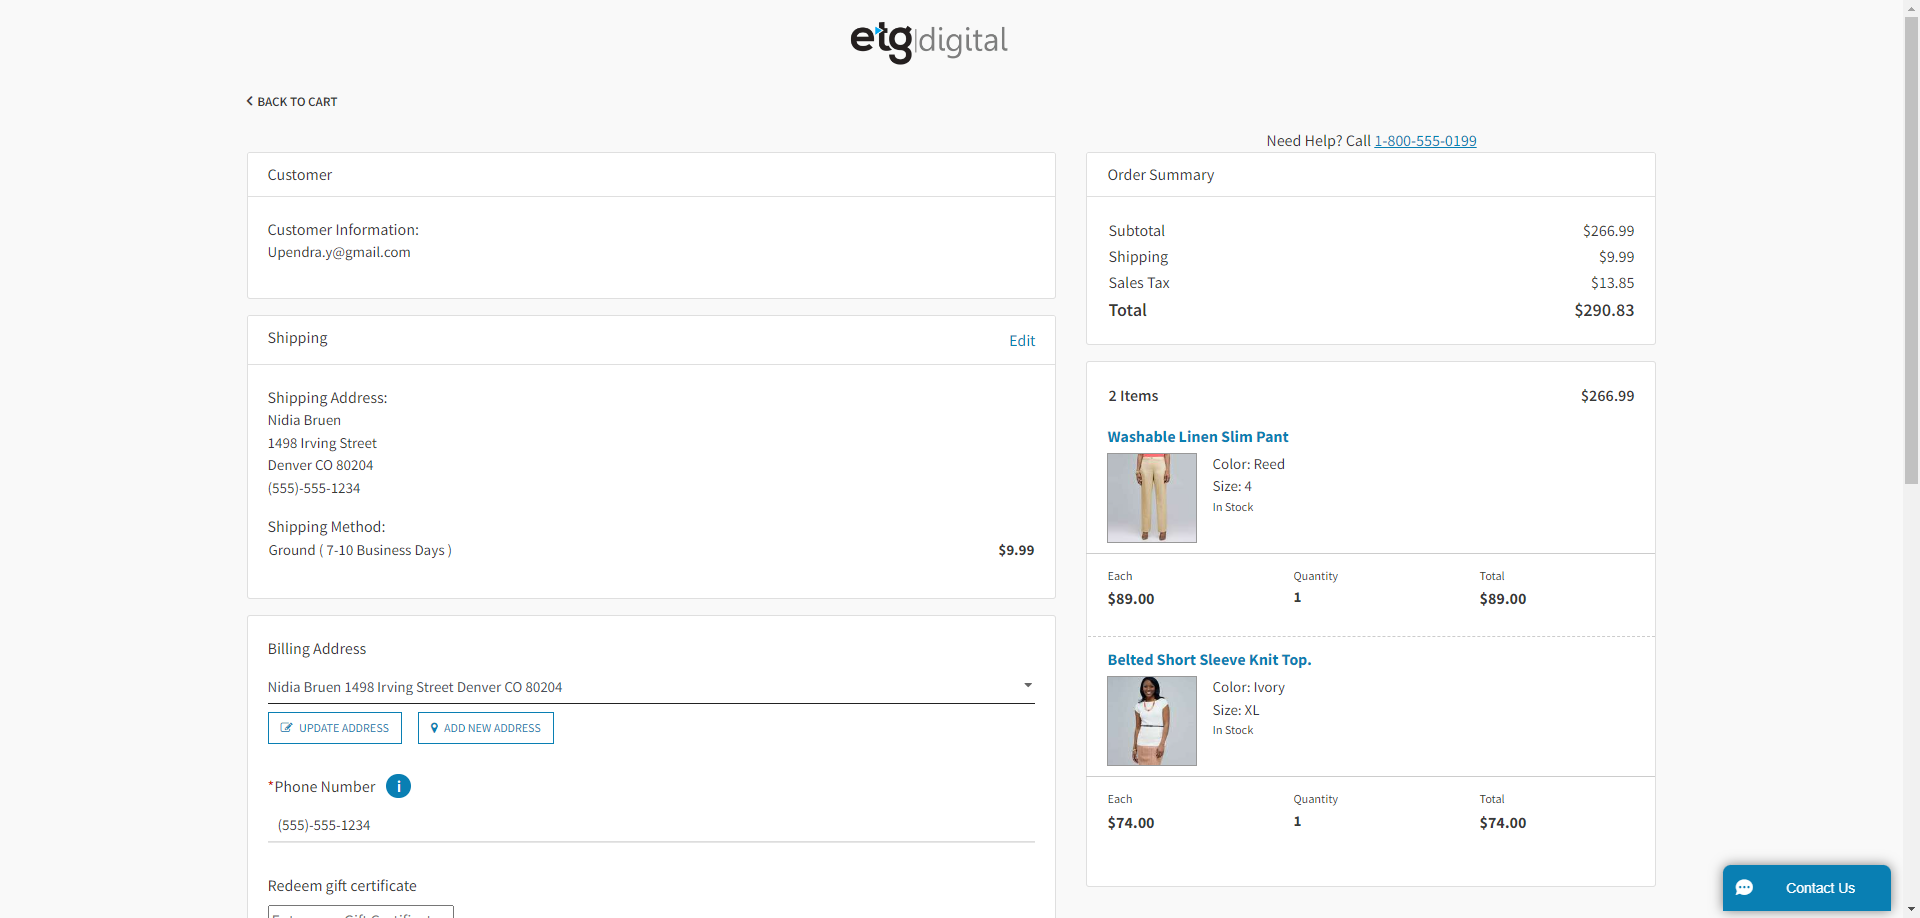 etg|digital
BACK TO CART
Need Help? Call 1-800-555-0199
Customer
Customer Information:
Upendra.y@gmail.com
Shipping
Edit
Shipping Address:
Nidia Bruen
1498 Irving Street
Denver CO 80204
(555)-555-1234
Shipping Method:
Ground ( 7-10 Business Days )
$9.99
Billing Address
Nidia Bruen 1498 Irving Street Denver CO 80204
UPDATE ADDRESS
ADD NEW ADDRESS
*Phone Number i
(555)-555-1234
Redeem gift certificate
Order Summary
Subtotal $266.99
Shipping $9.99
Sales Tax $13.85
Total $290.83
2 Items $266.99
Washable Linen Slim Pant
Color: Reed
Size: 4
In Stock
Each Quantity Total
$89.00 1 $89.00
Belted Short Sleeve Knit Top.
Color: Ivory
Size: XL
In Stock
Each Quantity Total
$74.00 1 $74.00
Contact Us